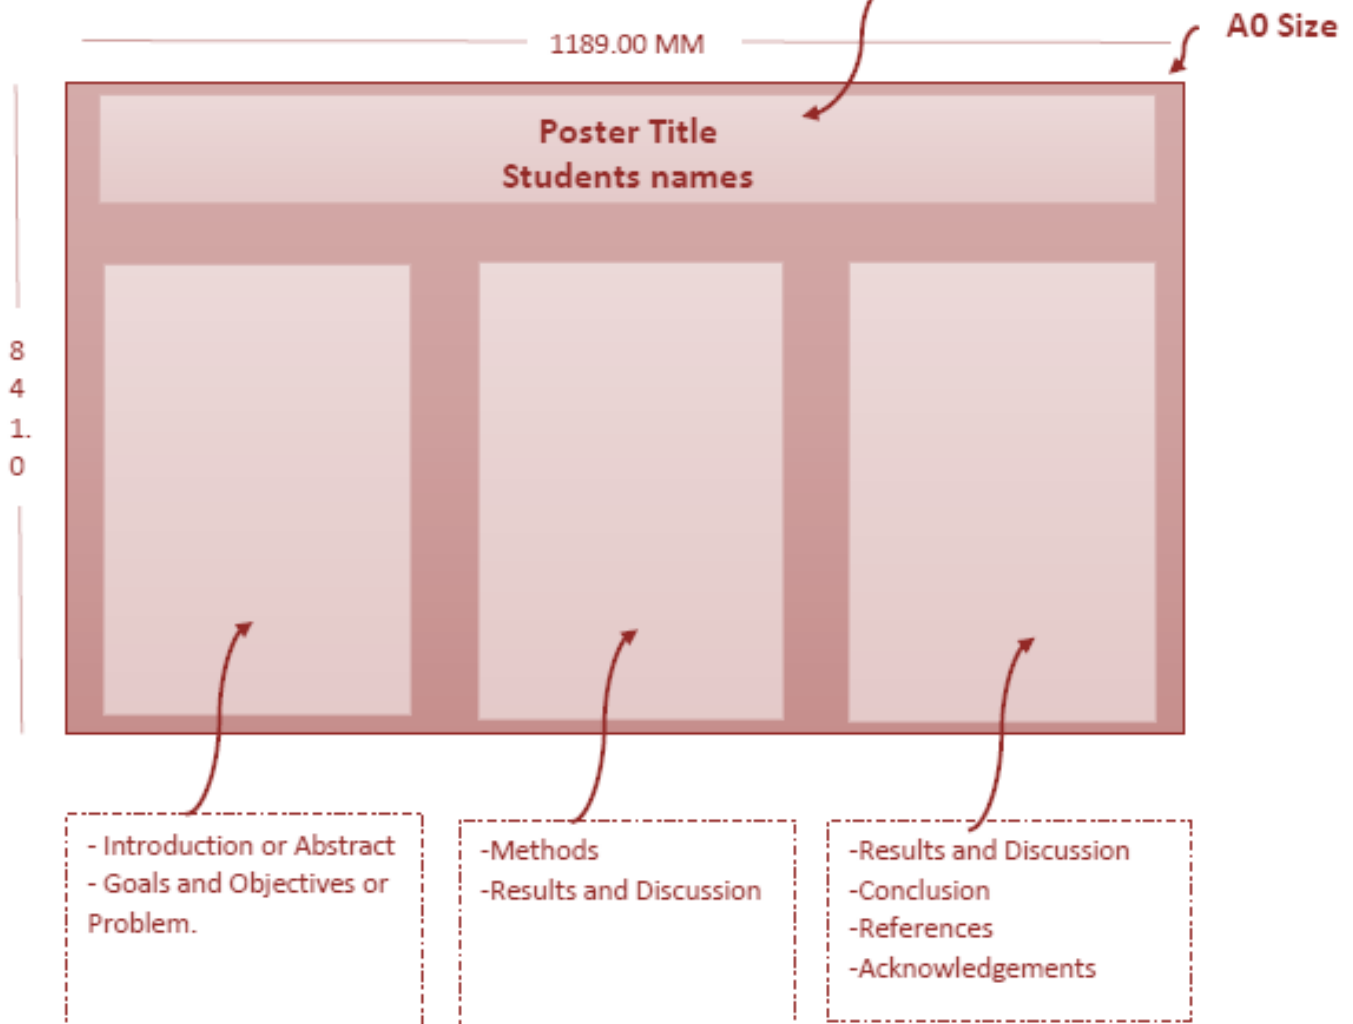 A0 Size
1189.00 MM
Poster Title
Students names
8
4
1.
0
- Introduction or Abstract
- Goals and Objectives or
Problem.
-Methods
-Results and Discussion
-Results and Discussion
-Conclusion
-References
-Acknowledgements